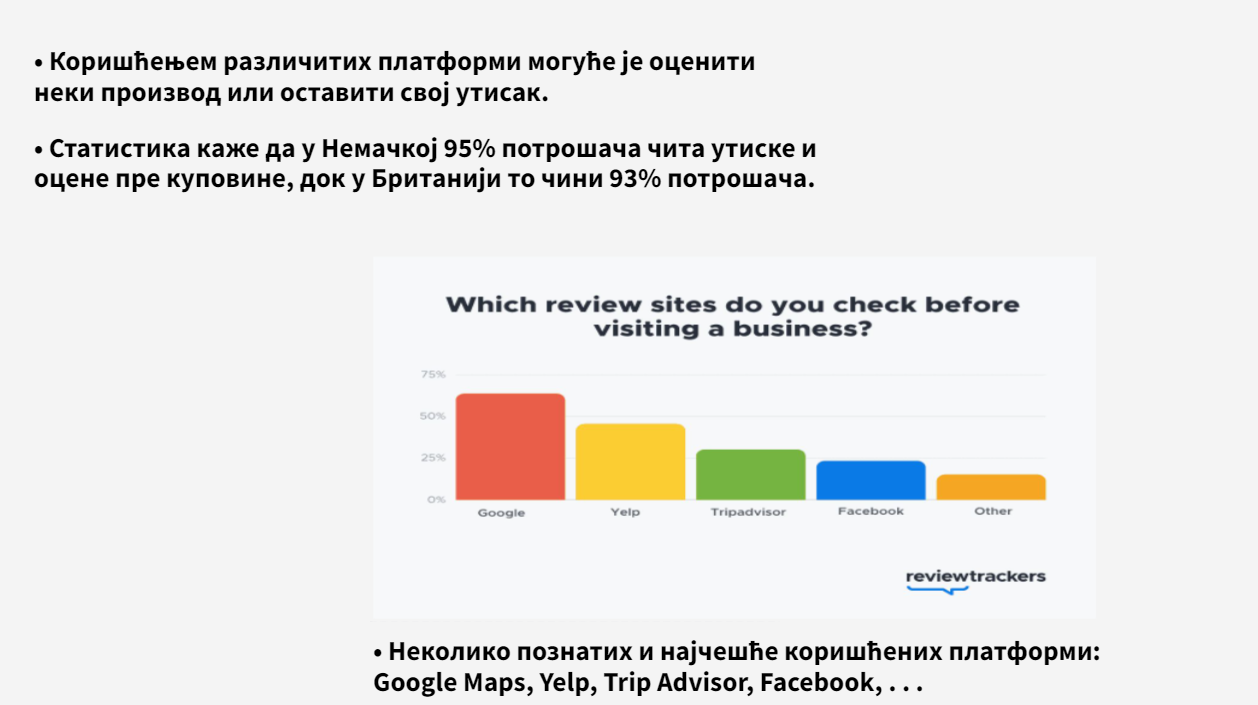 • Коришћењем различитих платформи могуће је оценити
неки производ или оставити свој утисак.
• Статистика каже да у Немачкој 95% потрошача чита утиске и
оцене пре куповине, док у Британији то чини 93% потрошача.
Which review sites do you check before
visiting a business?
75%
50%
25%
0%
Google Yelp Tripadvisor Facebook Other
reviewtrackers
• Неколико познатих и најчешће коришћених платформи:
Google Maps, Yelp, Trip Advisor, Facebook, . . .